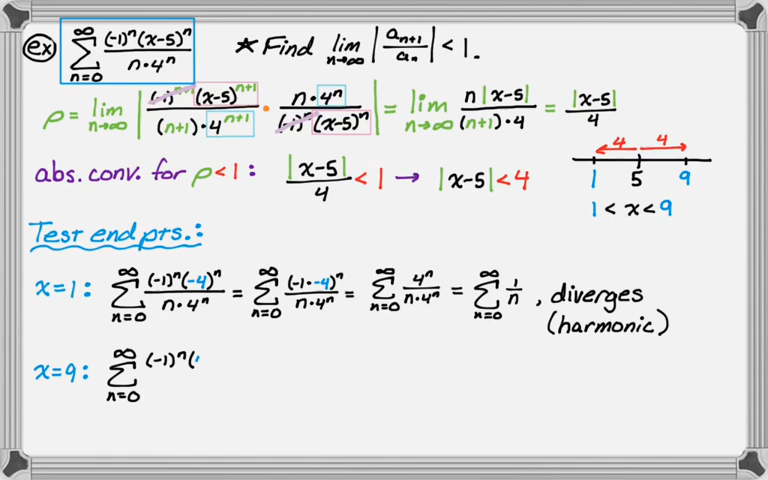 ex) ∑_{n=0}^{∞} (-1)^n (x-5)^n / n·4^n ★ Find lim_{n→∞} |a_{n+1} / a_n| < 1.
ρ = lim_{n→∞} | (-1)^{n+1} (x-5)^{n+1} / (n+1)·4^{n+1} · n·4^n / (-1)^n (x-5)^n | = lim_{n→∞} n|x-5| / (n+1)·4 = |x-5| / 4
abs. conv. for ρ < 1 : |x-5| / 4 < 1 → |x-5| < 4
4 4
1 5 9
1 < x < 9
Test end pts.:
x=1 : ∑_{n=0}^{∞} (-1)^n (-4)^n / n·4^n = ∑_{n=0}^{∞} (-1·-4)^n / n·4^n = ∑_{n=0}^{∞} 4^n / n·4^n = ∑_{n=0}^{∞} 1/n , diverges
(harmonic)
x=9 : ∑_{n=0}^{∞} (-1)^n (